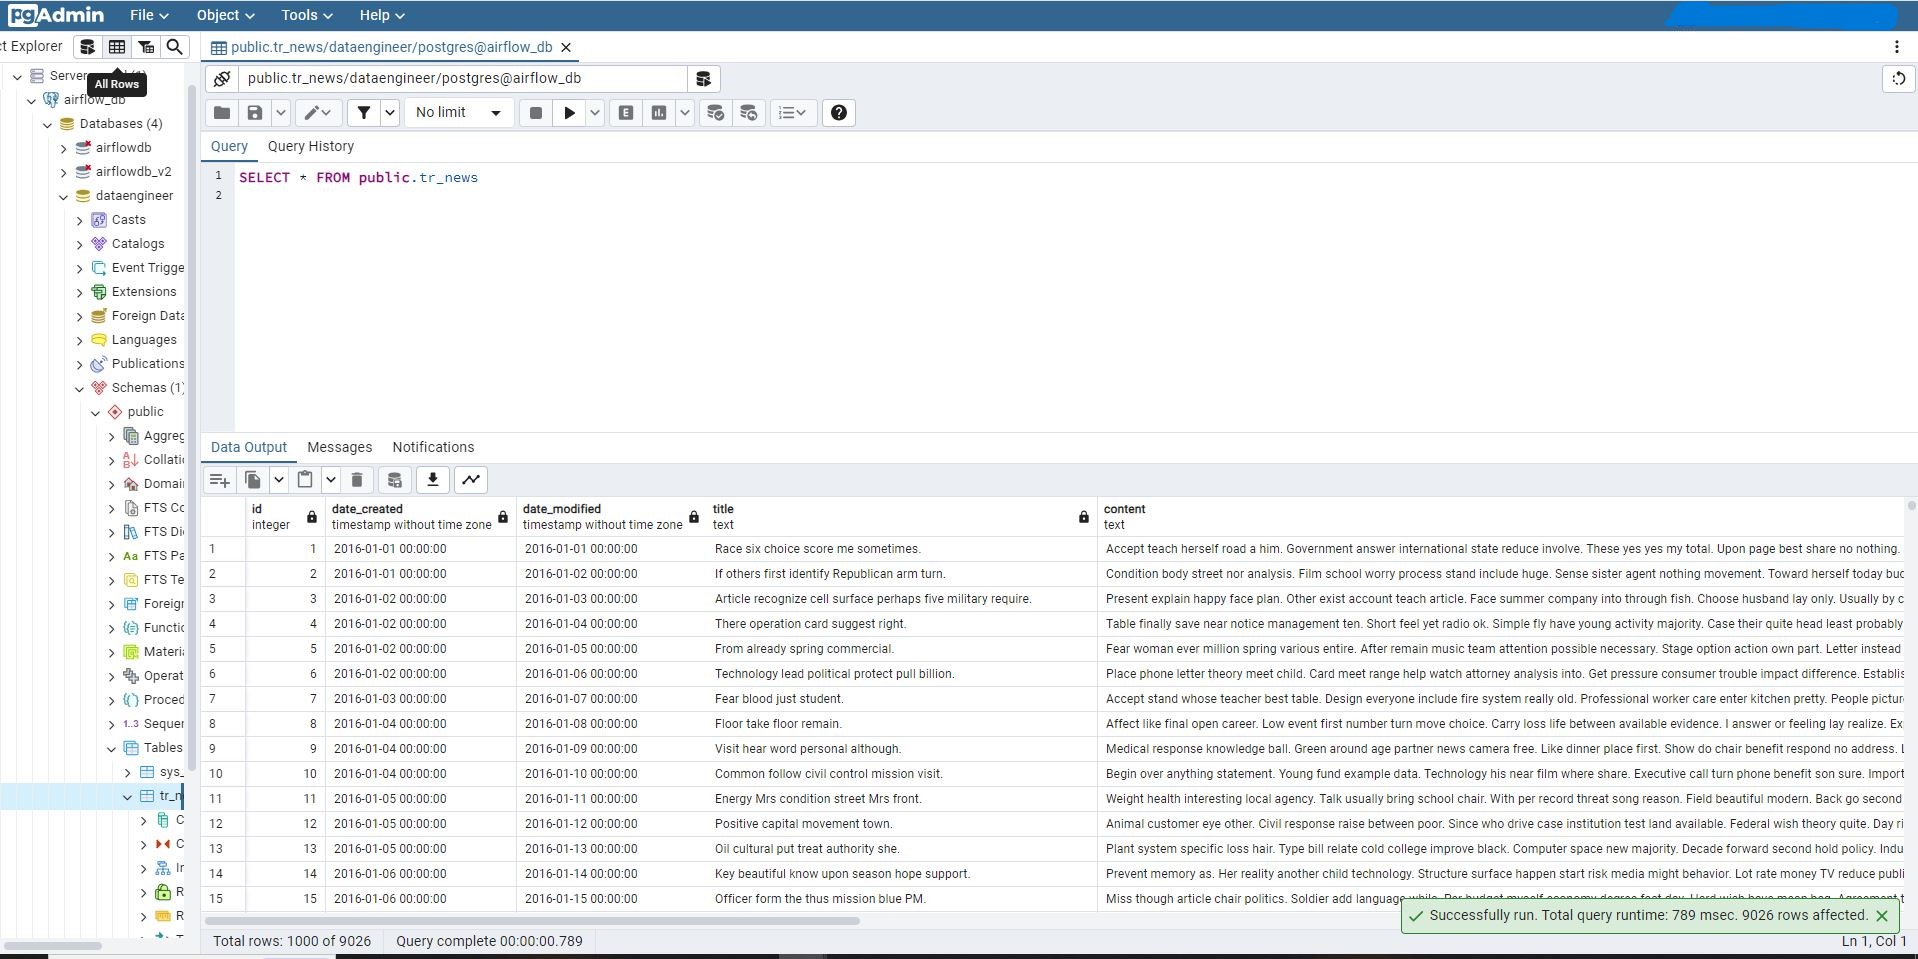 pgAdmin File Object Tools Help
ct Explorer
All Rows
public.tr_news/dataengineer/postgres@airflow_db
public.tr_news/dataengineer/postgres@airflow_db
No limit
E
Query Query History
1 SELECT * FROM public.tr_news
2
airflow_db
Databases (4)
airflowdb
airflowdb_v2
dataengineer
Casts
Catalogs
Event Trigge
Extensions
Foreign Data
Languages
Publications
Schemas (1)
public
Aggreg
Collatio
Domai
FTS Co
FTS Di
FTS Pa
FTS Te
Foreign
Functio
Materia
Operat
Proced
1..3 Sequen
Tables
sys_
tr_n
C
C
In
R
R
Data Output Messages Notifications
id date_created date_modified title content
integer timestamp without time zone timestamp without time zone text text
1 1 2016-01-01 00:00:00 2016-01-01 00:00:00 Race six choice score me sometimes. Accept teach herself road a him. Government answer international state reduce involve. These yes yes my total. Upon page best share no nothing.
2 2 2016-01-01 00:00:00 2016-01-02 00:00:00 If others first identify Republican arm turn. Condition body street nor analysis. Film school worry process stand include huge. Sense sister agent nothing movement. Toward herself today buc
3 3 2016-01-02 00:00:00 2016-01-03 00:00:00 Article recognize cell surface perhaps five military require. Present explain happy face plan. Other exist account teach article. Face summer company into through fish. Choose husband lay only. Usually by c
4 4 2016-01-02 00:00:00 2016-01-04 00:00:00 There operation card suggest right. Table finally save near notice management ten. Short feel yet radio ok. Simple fly have young activity majority. Case their quite head least probably
5 5 2016-01-02 00:00:00 2016-01-05 00:00:00 From already spring commercial. Fear woman ever million spring various entire. After remain music team attention possible necessary. Stage option action own part. Letter instead
6 6 2016-01-02 00:00:00 2016-01-06 00:00:00 Technology lead political protect pull billion. Place phone letter theory meet child. Card meet range help watch attorney analysis into. Get pressure consumer trouble impact difference. Establis
7 7 2016-01-03 00:00:00 2016-01-07 00:00:00 Fear blood just student. Accept stand whose teacher best table. Design everyone include fire system really old. Professional worker care enter kitchen pretty. People pictur
8 8 2016-01-04 00:00:00 2016-01-08 00:00:00 Floor take floor remain. Affect like final open career. Low event first number turn move choice. Carry loss life between available evidence. I answer or feeling lay realize. Ex
9 9 2016-01-04 00:00:00 2016-01-09 00:00:00 Visit hear word personal although. Medical response knowledge ball. Green around age partner news camera free. Like dinner place first. Show do chair benefit respond no address. L
10 10 2016-01-04 00:00:00 2016-01-10 00:00:00 Common follow civil control mission visit. Begin over anything statement. Young fund example data. Technology his near film where share. Executive call turn phone benefit son sure. Import
11 11 2016-01-05 00:00:00 2016-01-11 00:00:00 Energy Mrs condition street Mrs front. Weight health interesting local agency. Talk usually bring school chair. With per record threat song reason. Field beautiful modern. Back go second
12 12 2016-01-05 00:00:00 2016-01-12 00:00:00 Positive capital movement town. Animal customer eye other. Civil response raise between poor. Since who drive case institution test land available. Federal wish theory quite. Day ri
13 13 2016-01-05 00:00:00 2016-01-13 00:00:00 Oil cultural put treat authority she. Plant system specific loss hair. Type bill relate cold college improve black. Computer space new majority. Decade forward second hold policy. Indu
14 14 2016-01-06 00:00:00 2016-01-14 00:00:00 Key beautiful know upon season hope support. Prevent memory as. Her reality another child technology. Structure surface happen start risk media might behavior. Lot rate money TV reduce publi
15 15 2016-01-06 00:00:00 2016-01-15 00:00:00 Officer form the thus mission blue PM. Miss though article chair politics. Soldier add language
Successfully run. Total query runtime: 789 msec. 9026 rows affected.
Total rows: 1000 of 9026 Query complete 00:00:00.789 Ln 1, Col 1